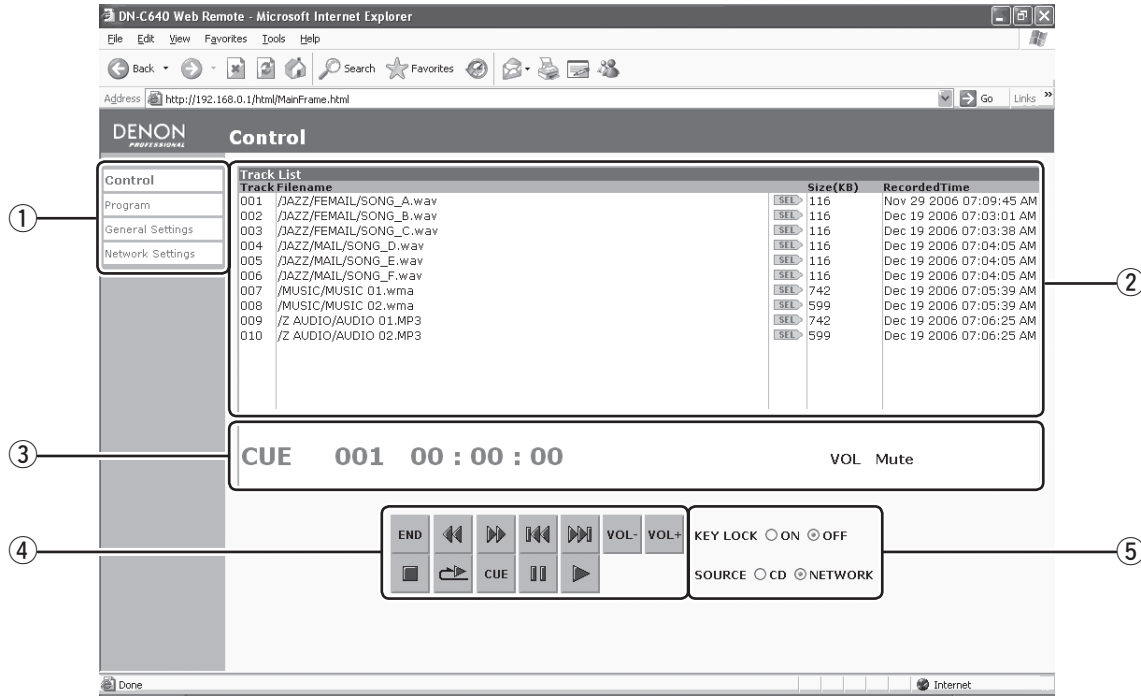 DN-C640 Web Remote - Microsoft Internet Explorer
File Edit View Favorites Tools Help
Back Search Favorites
Address http://192.168.0.1/html/MainFrame.html Go Links »
DENON
PROFESSIONAL
Control
Control
Program
General Settings
Network Settings
Track List
Track Filename Size(KB) RecordedTime
001 /JAZZ/FEMAIL/SONG_A.wav SEL 116 Nov 29 2006 07:09:45 AM
002 /JAZZ/FEMAIL/SONG_B.wav SEL 116 Dec 19 2006 07:03:01 AM
003 /JAZZ/FEMAIL/SONG_C.wav SEL 116 Dec 19 2006 07:03:38 AM
004 /JAZZ/MAIL/SONG_D.wav SEL 116 Dec 19 2006 07:04:05 AM
005 /JAZZ/MAIL/SONG_E.wav SEL 116 Dec 19 2006 07:04:05 AM
006 /JAZZ/MAIL/SONG_F.wav SEL 116 Dec 19 2006 07:04:05 AM
007 /MUSIC/MUSIC 01.wma SEL 742 Dec 19 2006 07:05:39 AM
008 /MUSIC/MUSIC 02.wma SEL 599 Dec 19 2006 07:05:39 AM
009 /Z AUDIO/AUDIO 01.MP3 SEL 742 Dec 19 2006 07:06:25 AM
010 /Z AUDIO/AUDIO 02.MP3 SEL 599 Dec 19 2006 07:06:25 AM
① ②
③ CUE 001 00 : 00 : 00 VOL Mute
END VOL- VOL+ KEY LOCK ON OFF
④ ⑤
CUE SOURCE CD NETWORK
Done Internet